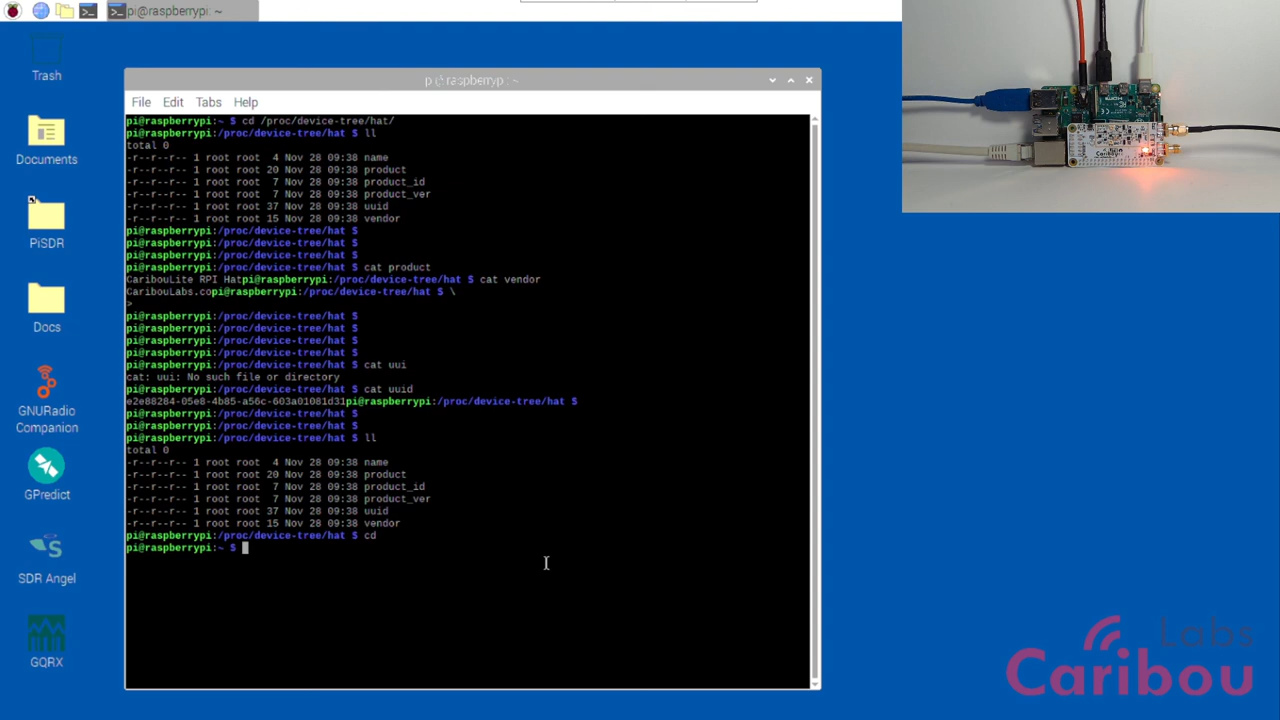 pi@raspberrypi: ~
Trash
Documents
PiSDR
Docs
GNURadio
Companion
GPredict
SDR Angel
GQRX
pi@raspberrypi: ~
File Edit Tabs Help
pi@raspberrypi:~ $ cd /proc/device-tree/hat/
pi@raspberrypi:/proc/device-tree/hat $ ll
total 0
-r--r--r-- 1 root root  4 Nov 28 09:38 name
-r--r--r-- 1 root root 20 Nov 28 09:38 product
-r--r--r-- 1 root root  7 Nov 28 09:38 product_id
-r--r--r-- 1 root root  7 Nov 28 09:38 product_ver
-r--r--r-- 1 root root 37 Nov 28 09:38 uuid
-r--r--r-- 1 root root 15 Nov 28 09:38 vendor
pi@raspberrypi:/proc/device-tree/hat $
pi@raspberrypi:/proc/device-tree/hat $
pi@raspberrypi:/proc/device-tree/hat $
pi@raspberrypi:/proc/device-tree/hat $ cat product
CaribouLite RPI Hatpi@raspberrypi:/proc/device-tree/hat $ cat vendor
CaribouLabs.copi@raspberrypi:/proc/device-tree/hat $ \
>
pi@raspberrypi:/proc/device-tree/hat $
pi@raspberrypi:/proc/device-tree/hat $
pi@raspberrypi:/proc/device-tree/hat $
pi@raspberrypi:/proc/device-tree/hat $
pi@raspberrypi:/proc/device-tree/hat $ cat uui
cat: uui: No such file or directory
pi@raspberrypi:/proc/device-tree/hat $ cat uuid
e2e88284-05e8-4b85-a56c-603a01081d31pi@raspberrypi:/proc/device-tree/hat $
pi@raspberrypi:/proc/device-tree/hat $
pi@raspberrypi:/proc/device-tree/hat $
pi@raspberrypi:/proc/device-tree/hat $ ll
total 0
-r--r--r-- 1 root root  4 Nov 28 09:38 name
-r--r--r-- 1 root root 20 Nov 28 09:38 product
-r--r--r-- 1 root root  7 Nov 28 09:38 product_id
-r--r--r-- 1 root root  7 Nov 28 09:38 product_ver
-r--r--r-- 1 root root 37 Nov 28 09:38 uuid
-r--r--r-- 1 root root 15 Nov 28 09:38 vendor
pi@raspberrypi:/proc/device-tree/hat $ cd
pi@raspberrypi:~ $
Caribou
Labs
Caribou